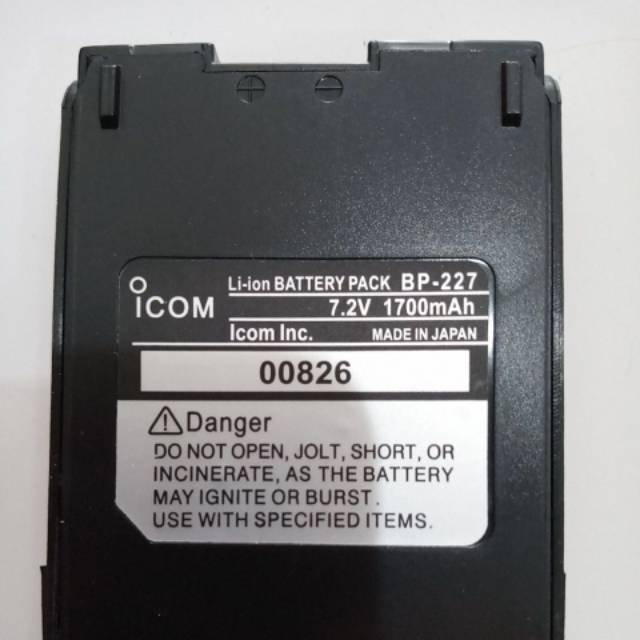 ICOM
Li-ion BATTERY PACK BP-227
7.2V 1700mAh
Icom Inc. MADE IN JAPAN
00826
Danger
DO NOT OPEN, JOLT, SHORT, OR
INCINERATE, AS THE BATTERY
MAY IGNITE OR BURST.
USE WITH SPECIFIED ITEMS.